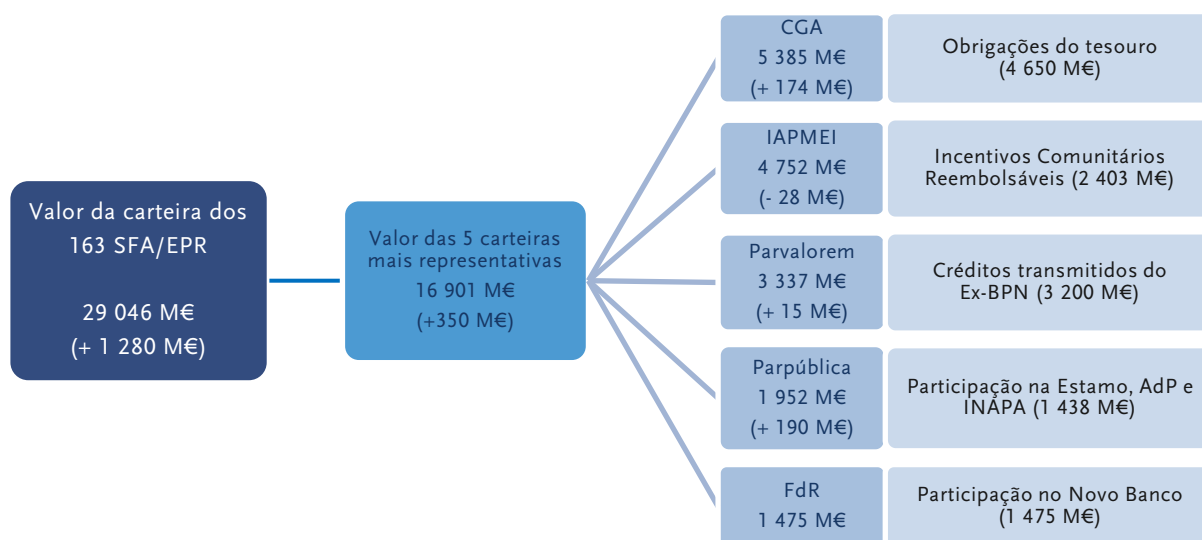 Valor da carteira dos
163 SFA/EPR
29 046 M€
(+ 1 280 M€)
Valor das 5 carteiras
mais representativas
16 901 M€
(+350 M€)
CGA
5 385 M€
(+ 174 M€)
Obrigações do tesouro
(4 650 M€)
IAPMEI
4 752 M€
(- 28 M€)
Incentivos Comunitários
Reembolsáveis (2 403 M€)
Parvalorem
3 337 M€
(+ 15 M€)
Créditos transmitidos do
Ex-BPN (3 200 M€)
Parpública
1 952 M€
(+ 190 M€)
Participação na Estamo, AdP e
INAPA (1 438 M€)
FdR
1 475 M€
Participação no Novo Banco
(1 475 M€)